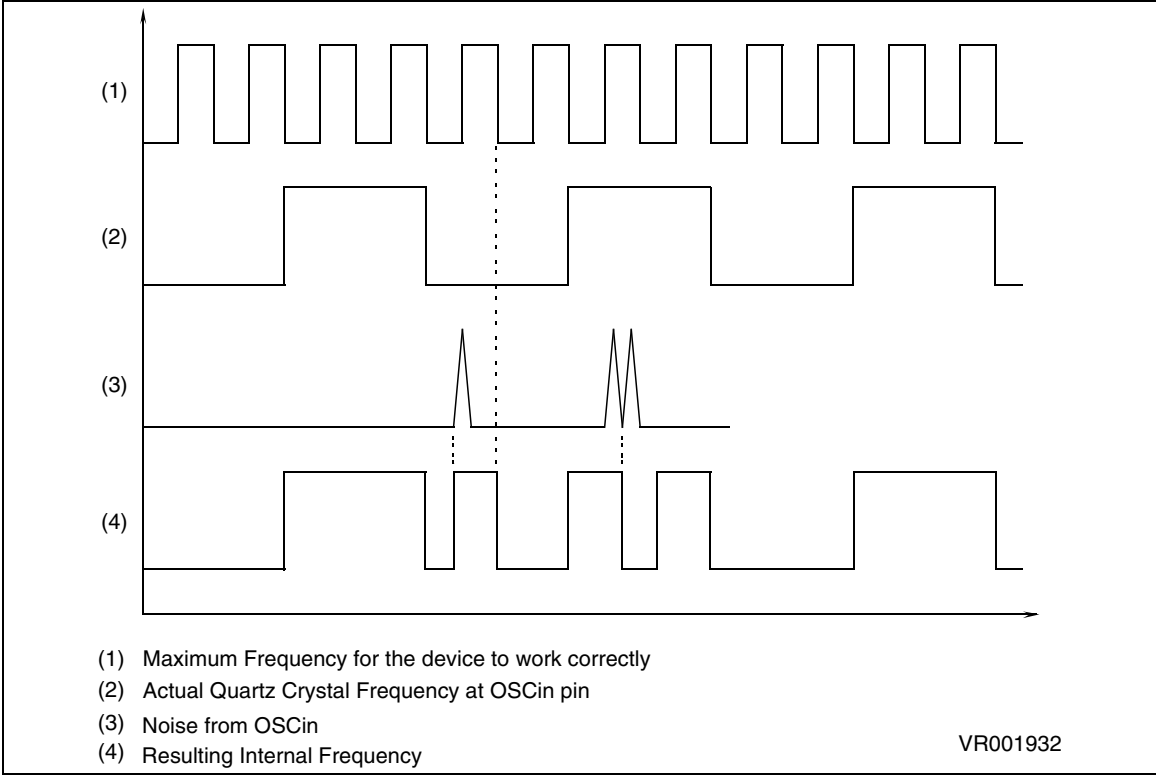 (1)
(2)
(3)
(4)
(1) Maximum Frequency for the device to work correctly
(2) Actual Quartz Crystal Frequency at OSCin pin
(3) Noise from OSCin
(4) Resulting Internal Frequency
VR001932